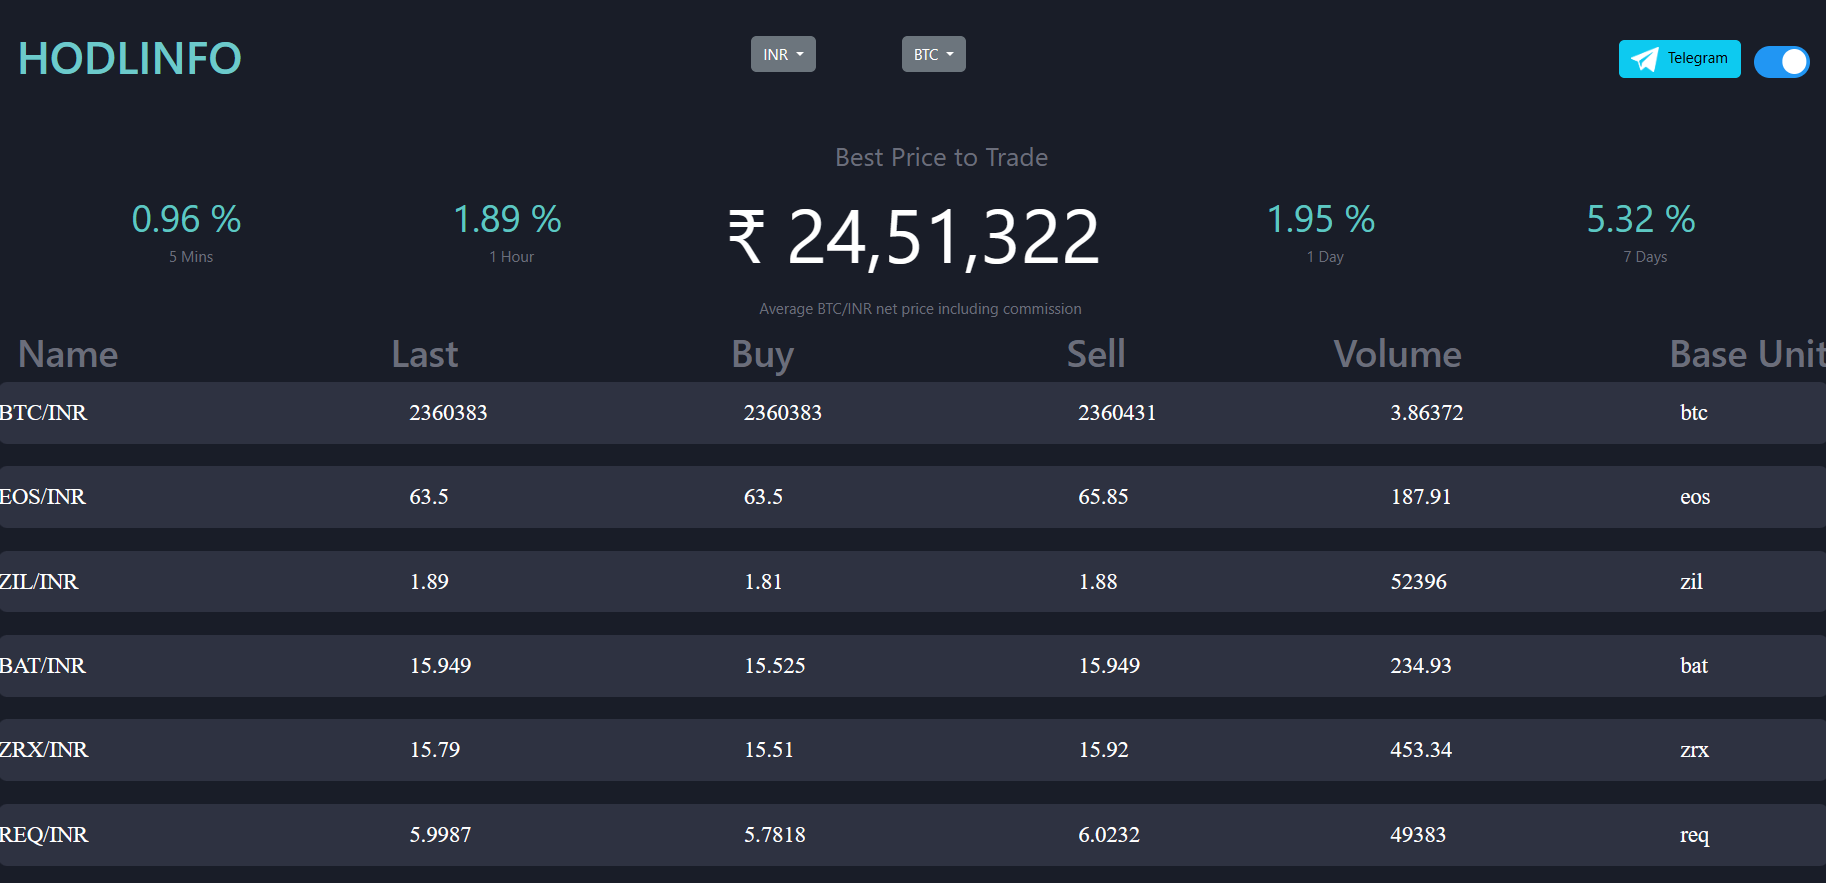 HODLINFO INR BTC Telegram
Best Price to Trade
0.96 % 1.89 % ₹ 24,51,322 1.95 % 5.32 %
5 Mins 1 Hour 1 Day 7 Days
Average BTC/INR net price including commission
Name Last Buy Sell Volume Base Unit
BTC/INR 2360383 2360383 2360431 3.86372 btc
EOS/INR 63.5 63.5 65.85 187.91 eos
ZIL/INR 1.89 1.81 1.88 52396 zil
BAT/INR 15.949 15.525 15.949 234.93 bat
ZRX/INR 15.79 15.51 15.92 453.34 zrx
REQ/INR 5.9987 5.7818 6.0232 49383 req